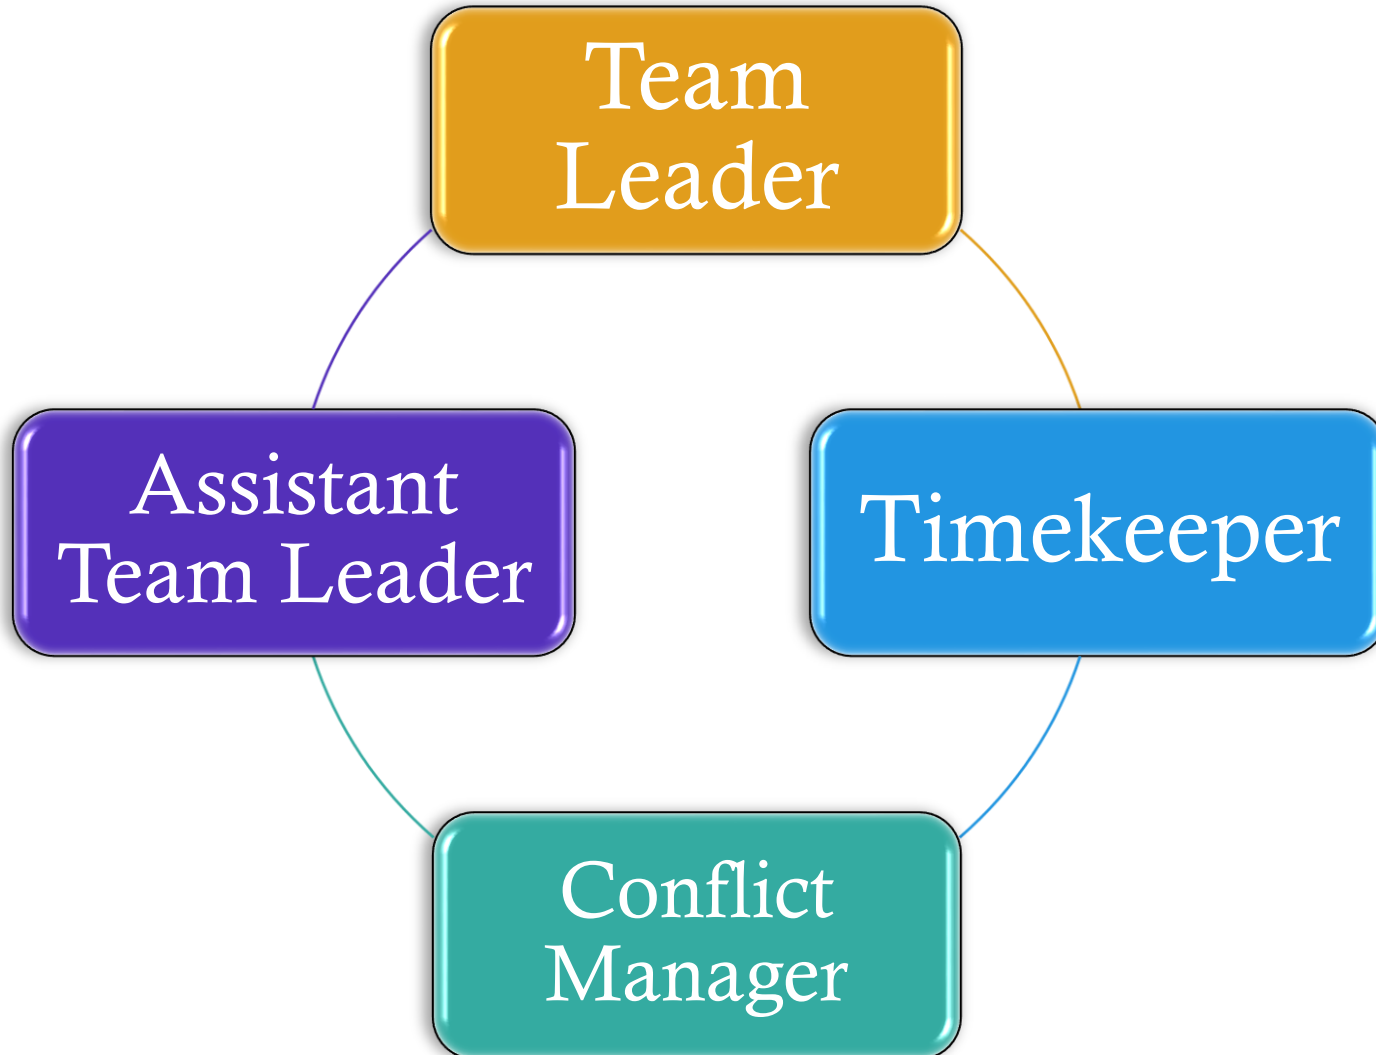 Team
Leader
Assistant
Team Leader
Timekeeper
Conflict
Manager